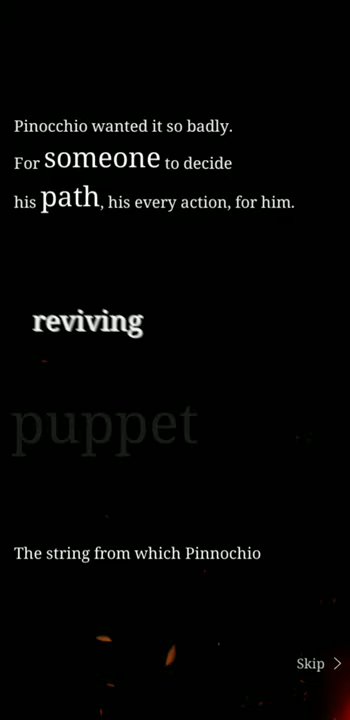 Pinocchio wanted it so badly.
For someone to decide
his path, his every action, for him.
reviving
puppet
The string from which Pinnochio
Skip